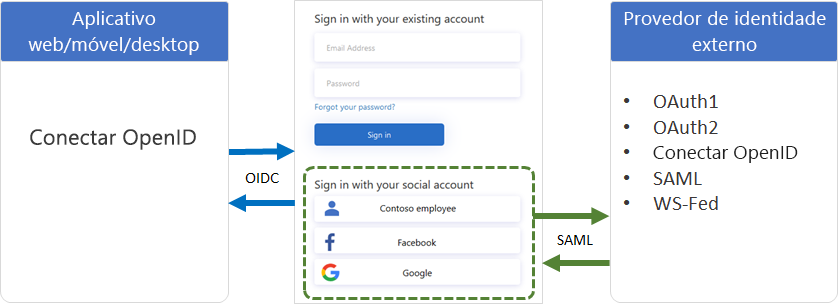 Aplicativo
web/móvel/desktop
Conectar OpenID
OIDC
Sign in with your existing account
Email Address
Password
Forgot your password?
Sign in
Sign in with your social account
Contoso employee
Facebook
Google
SAML
Provedor de identidade
externo
• OAuth1
• OAuth2
• Conectar OpenID
• SAML
• WS-Fed